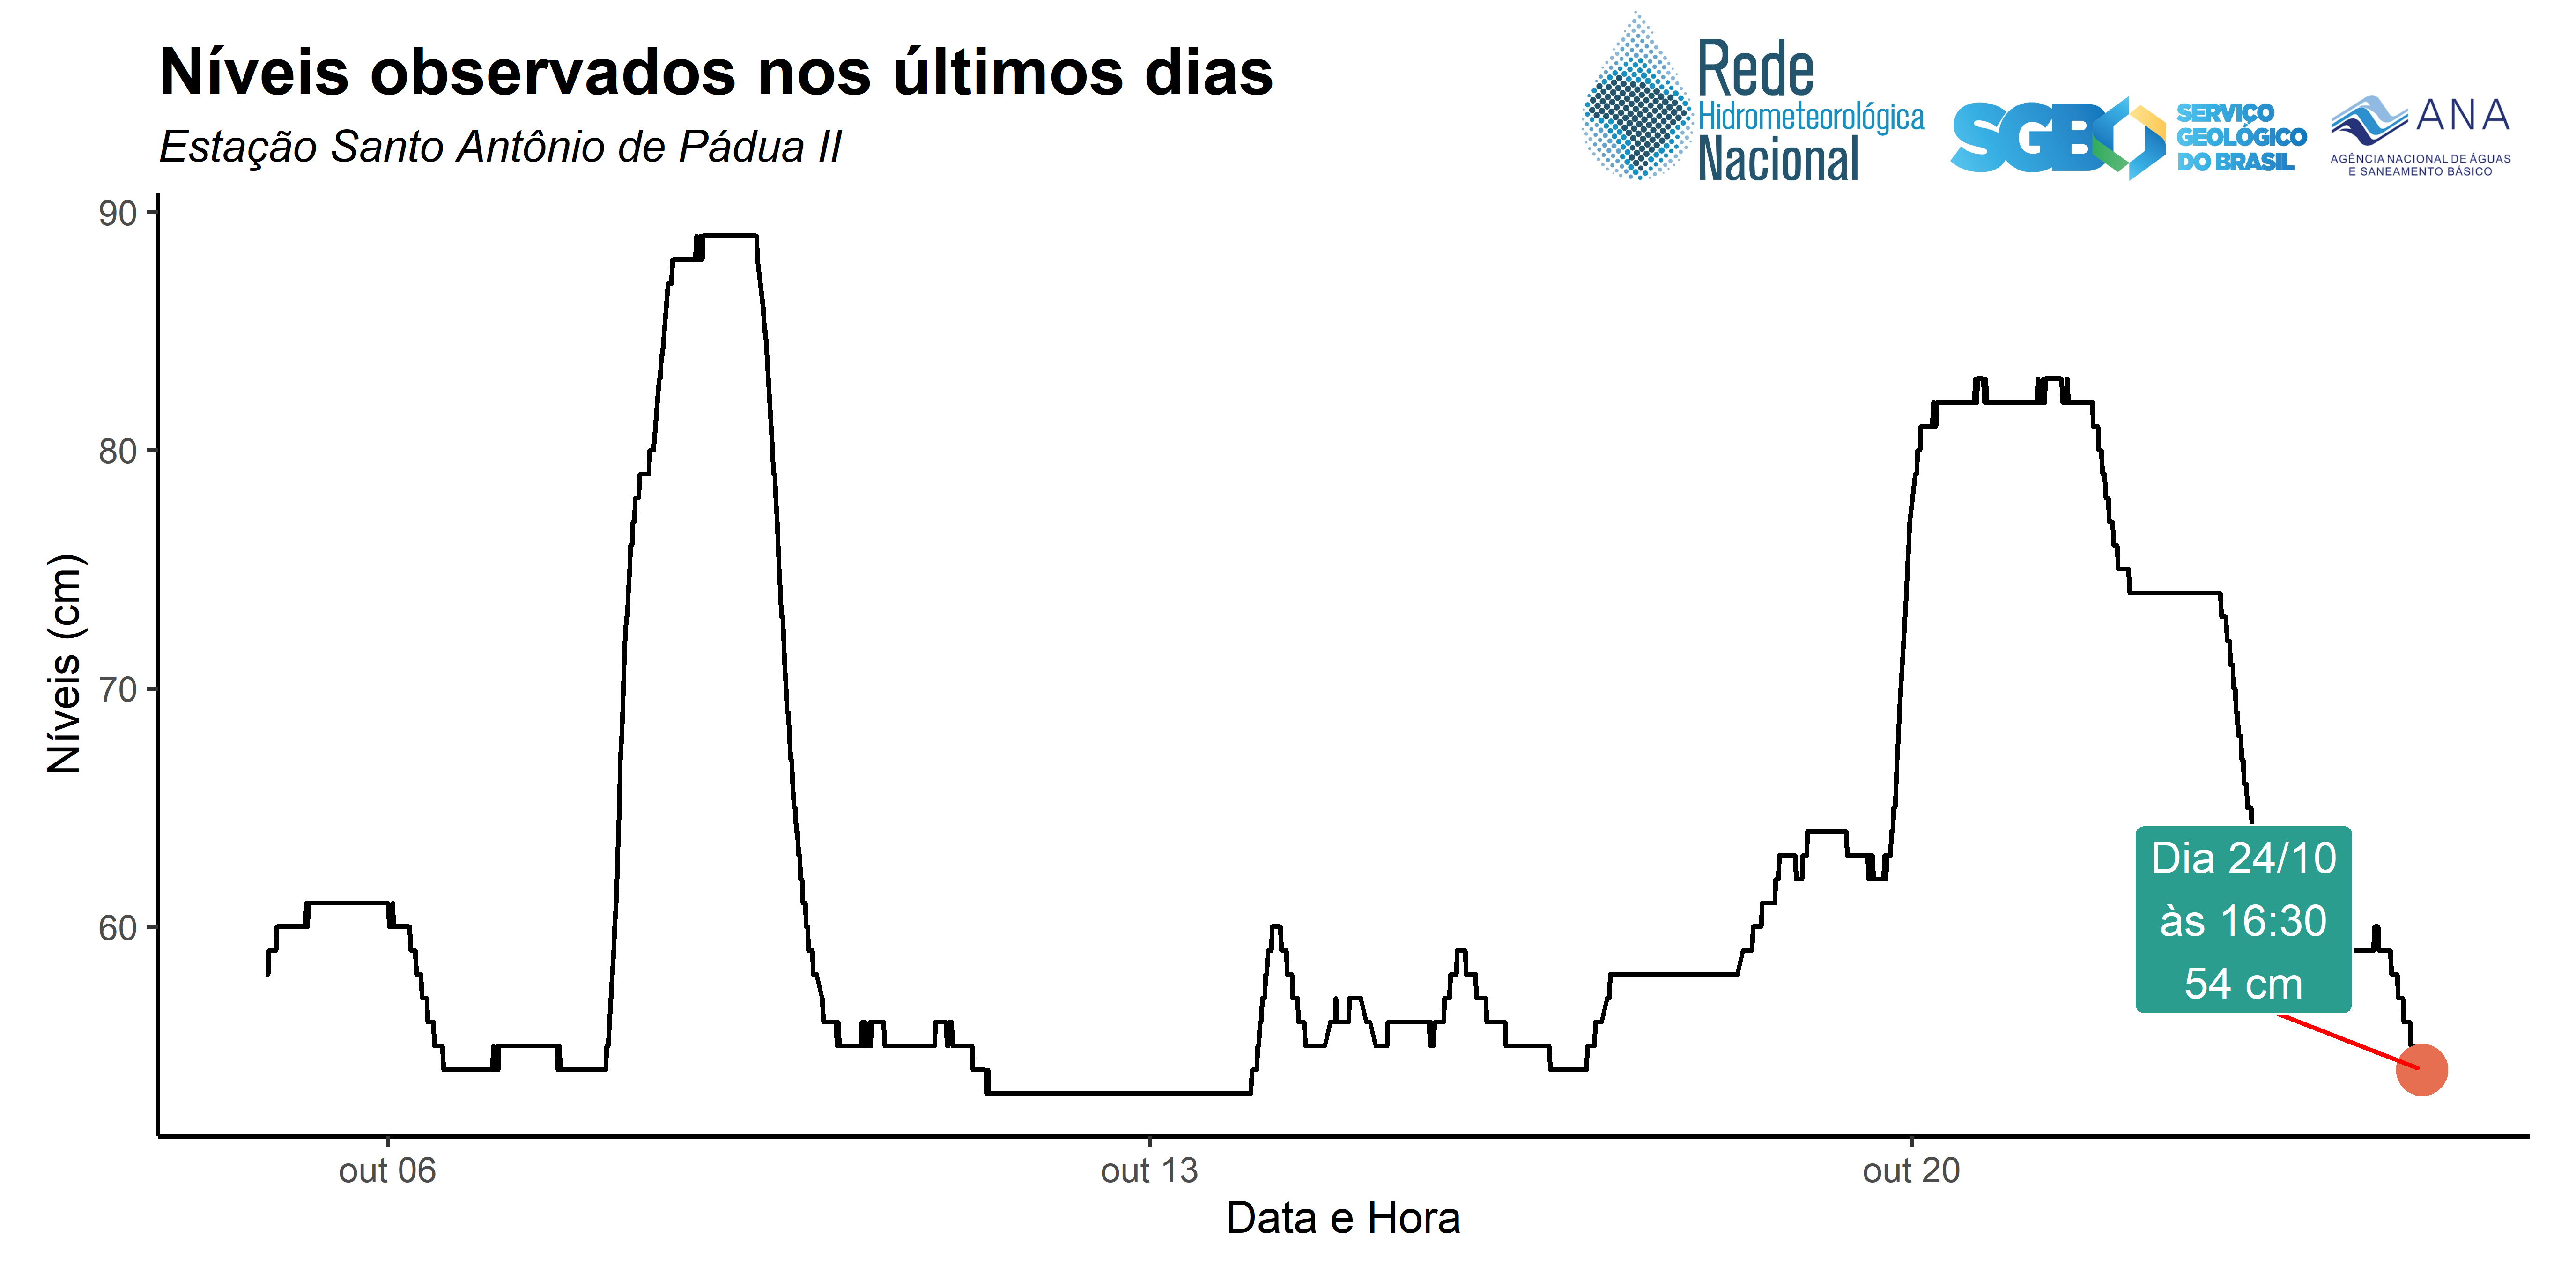 Níveis observados nos últimos dias
Estação Santo Antônio de Pádua II
Rede
Hidrometeorológica
Nacional
SGB
SERVIÇO
GEOLÓGICO
DO BRASIL
ANA
AGÊNCIA NACIONAL DE ÁGUAS
E SANEAMENTO BÁSICO
Níveis (cm)
90
80
70
60
Dia 24/10
às 16:30
54 cm
out 06
out 13
out 20
Data e Hora